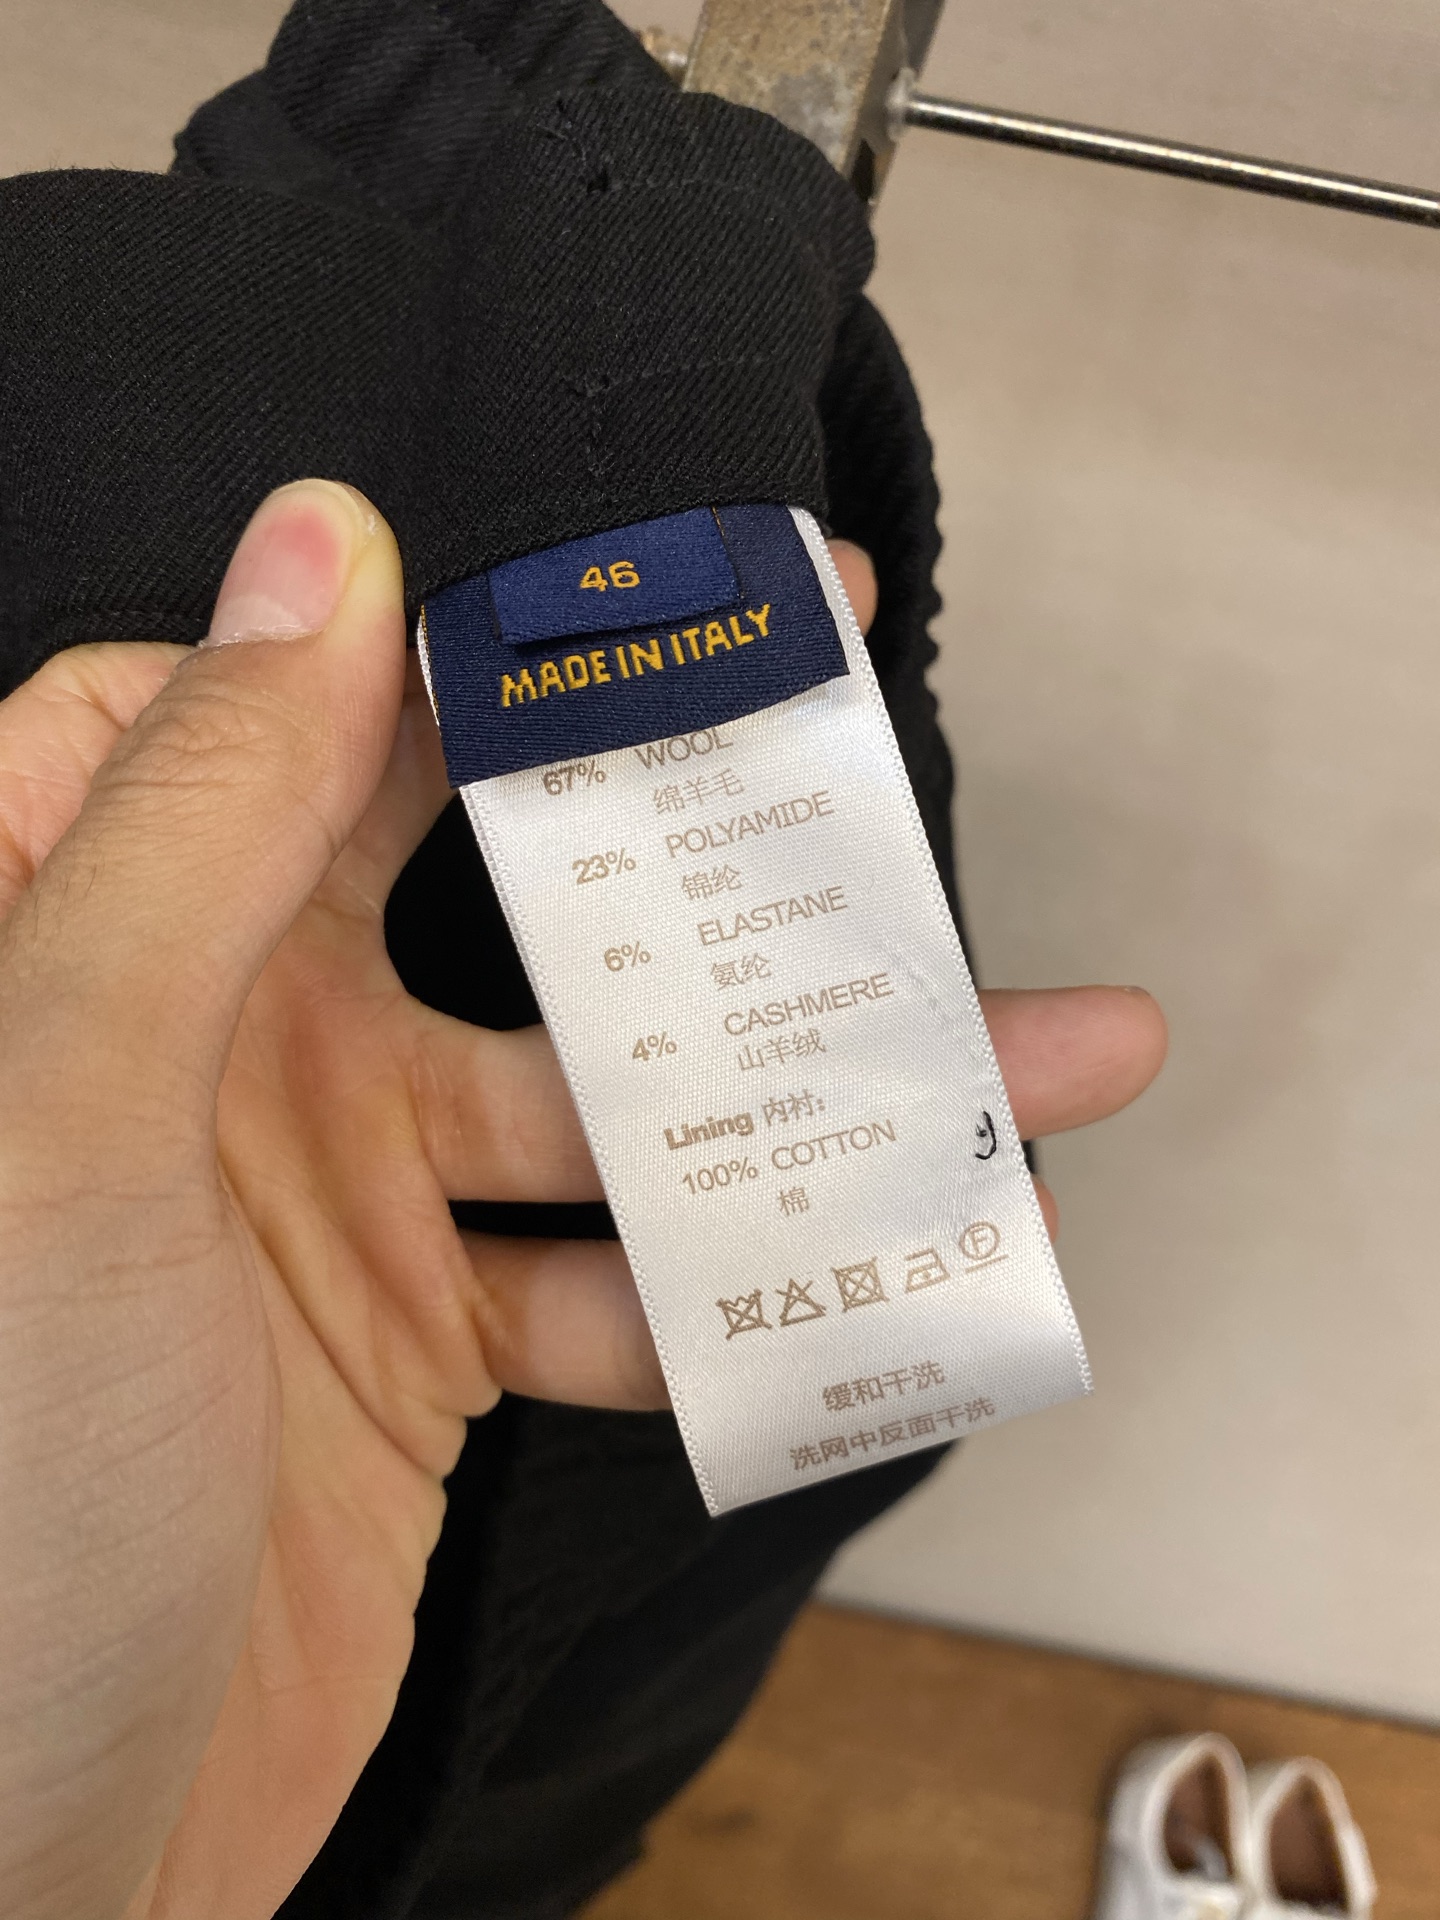 46
MADE IN ITALY
67% WOOL
绵羊毛
23% POLYAMIDE
锦纶
6% ELASTANE
氨纶
4% CASHMERE
山羊绒
Lining 内衬:
100% COTTON
棉
F
缓和干洗
洗网中反面干洗